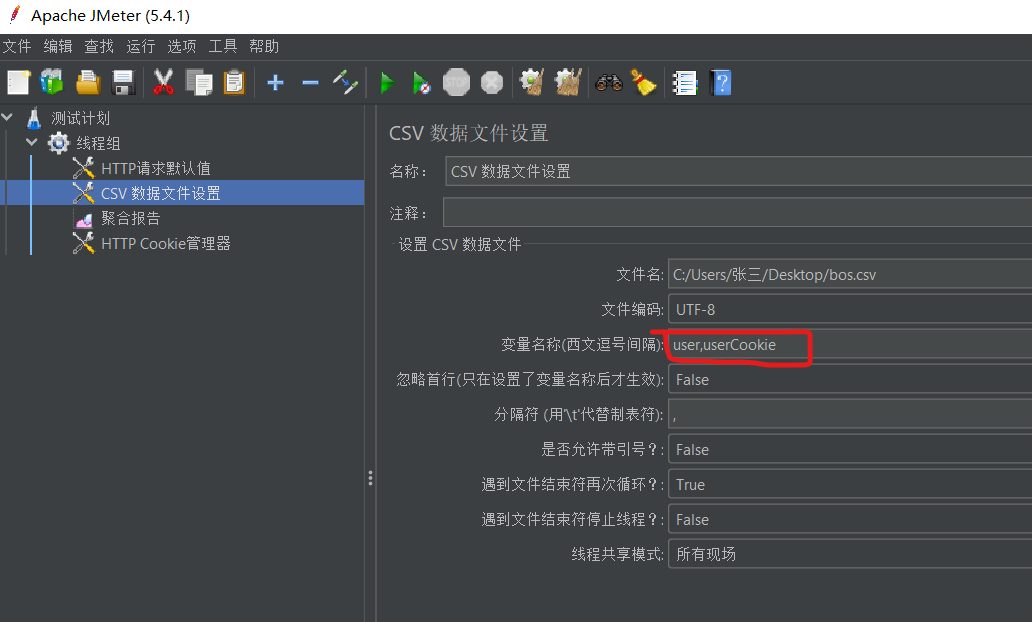 Apache JMeter (5.4.1)
文件 编辑 查找 运行 选项 工具 帮助
STOP
测试计划
线程组
HTTP请求默认值
CSV 数据文件设置
聚合报告
HTTP Cookie管理器
CSV 数据文件设置
名称： CSV 数据文件设置
注释：
设置 CSV 数据文件
文件名: C:/Users/张三/Desktop/bos.csv
文件编码: UTF-8
变量名称(西文逗号间隔): user,userCookie
忽略首行(只在设置了变量名称后才生效): False
分隔符 (用'\t'代替制表符): ,
是否允许带引号？: False
遇到文件结束符再次循环？: True
遇到文件结束符停止线程？: False
线程共享模式: 所有现场